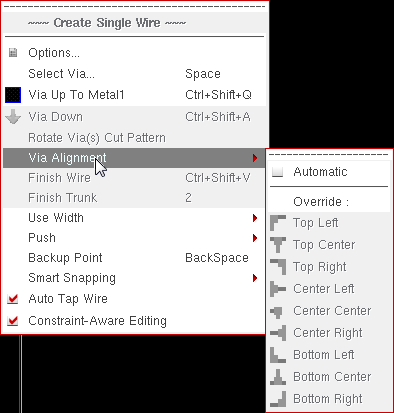 ~~~ Create Single Wire ~~~
Options...
Select Via... Space
Via Up To Metal1 Ctrl+Shift+Q
Via Down Ctrl+Shift+A
Rotate Via(s) Cut Pattern
Via Alignment
Finish Wire Ctrl+Shift+V
Finish Trunk 2
Use Width
Push
Backup Point BackSpace
Smart Snapping
Auto Tap Wire
Constraint-Aware Editing
Automatic
Override :
Top Left
Top Center
Top Right
Center Left
Center Center
Center Right
Bottom Left
Bottom Center
Bottom Right